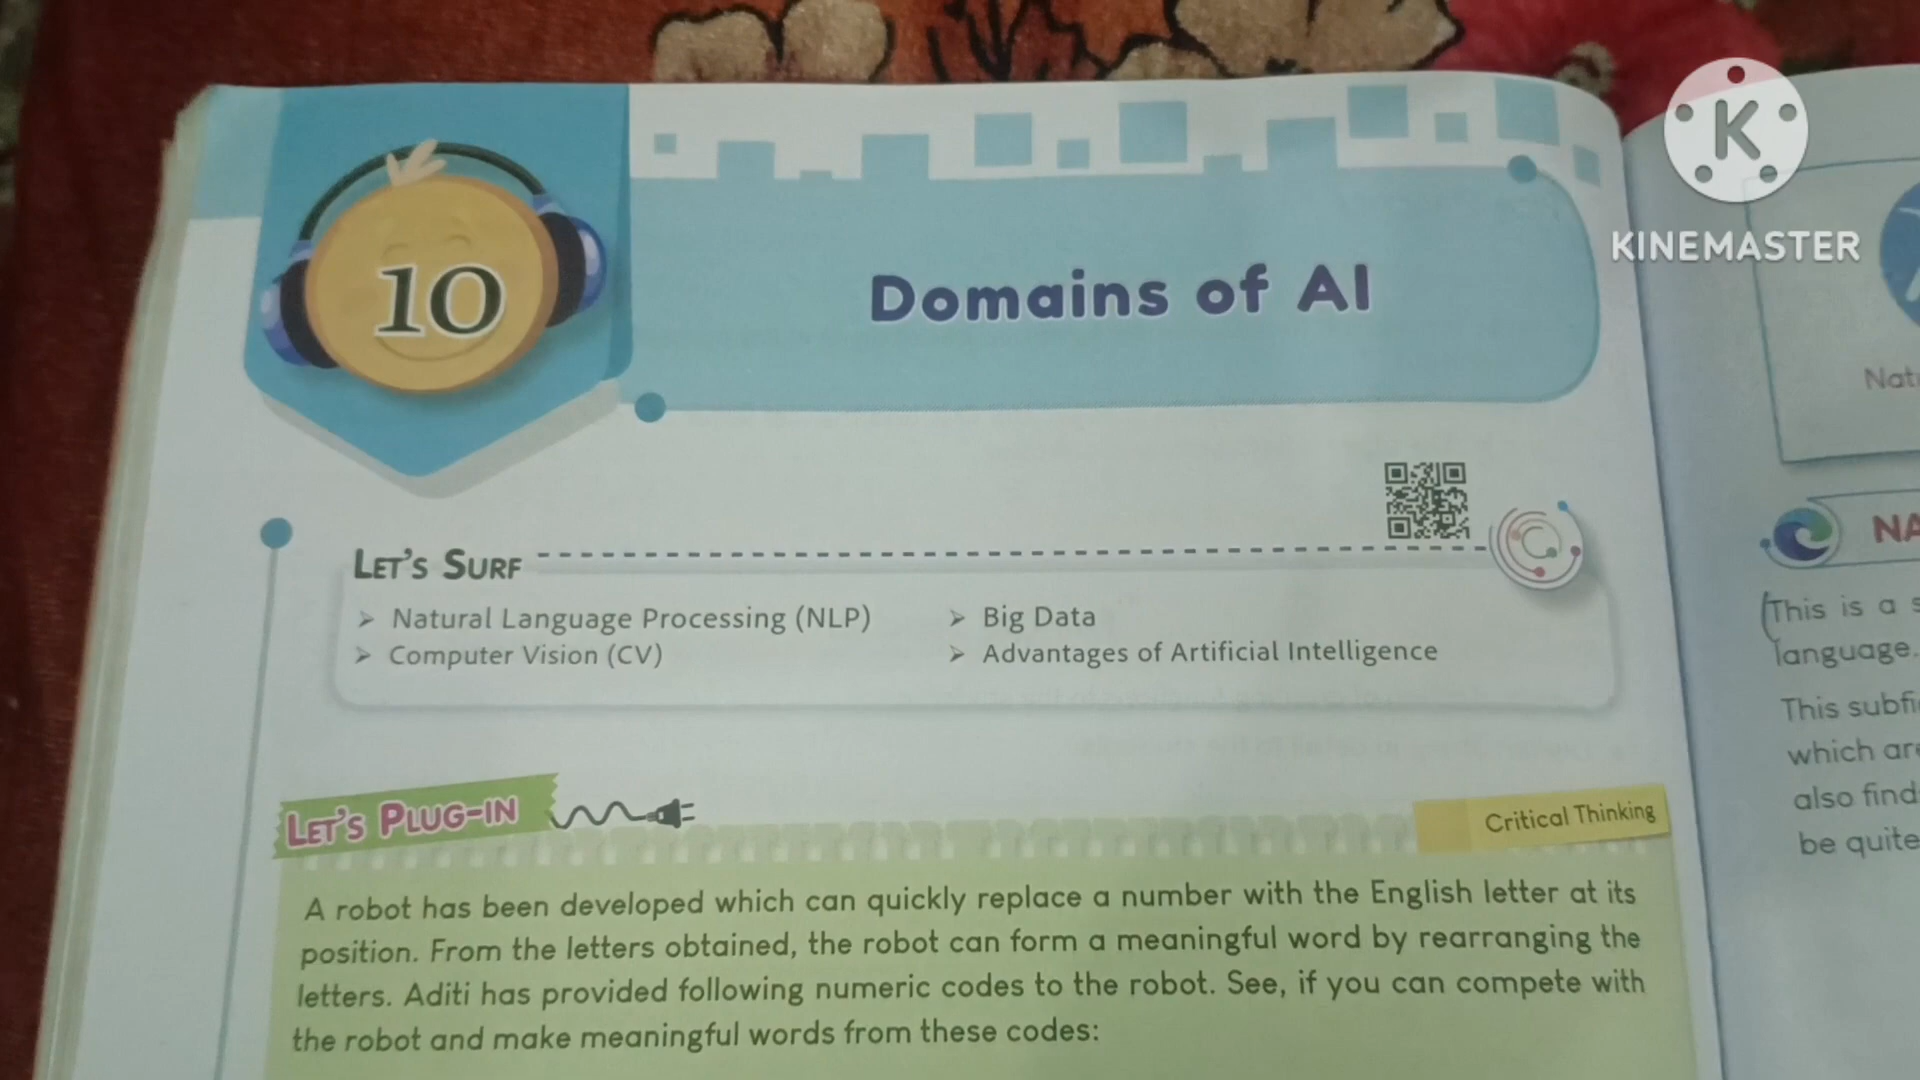 10
Domains of AI
KINEMASTER
LET'S SURF
➢ Natural Language Processing (NLP)
➢ Computer Vision (CV)
➢ Big Data
➢ Advantages of Artificial Intelligence
LET'S PLUG-IN
Critical Thinking
A robot has been developed which can quickly replace a number with the English letter at its
position. From the letters obtained, the robot can form a meaningful word by rearranging the
letters. Aditi has provided following numeric codes to the robot. See, if you can compete with
the robot and make meaningful words from these codes:
This is a
language.
This
which
also find
be quite